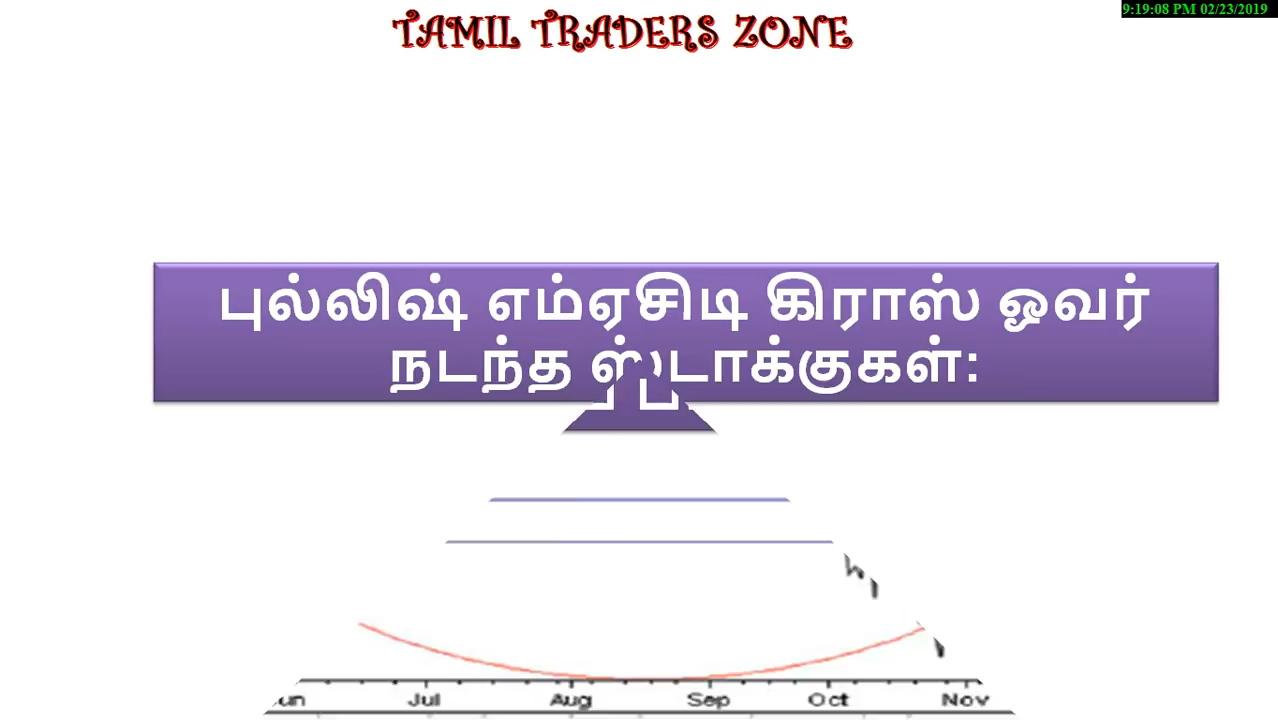 TAMIL TRADERS ZONE
9:19:08 PM 02/23/2019
புல்லிஷ் எம்ஏசிடி கிராஸ் ஓவர்
நடந்த ஸ்டாக்குகள்:
Jul Aug Sep Oct Nov